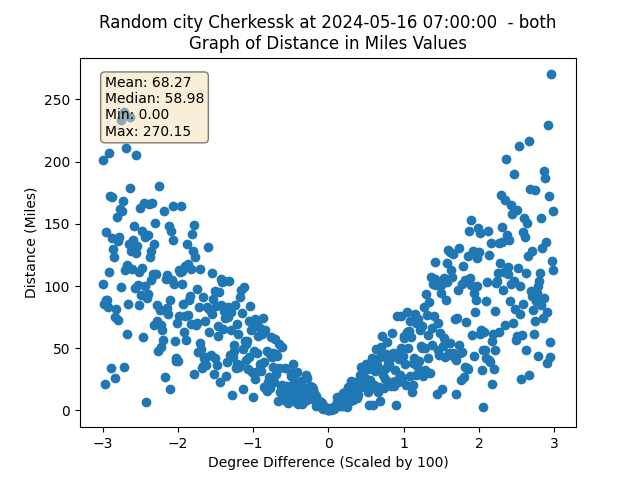 Random city Cherkessk at 2024-05-16 07:00:00  - both
Graph of Distance in Miles Values
Mean: 68.27
Median: 58.98
Min: 0.00
Max: 270.15
Distance (Miles)
250
200
150
100
50
0
−3
−2
−1
0
1
2
3
Degree Difference (Scaled by 100)